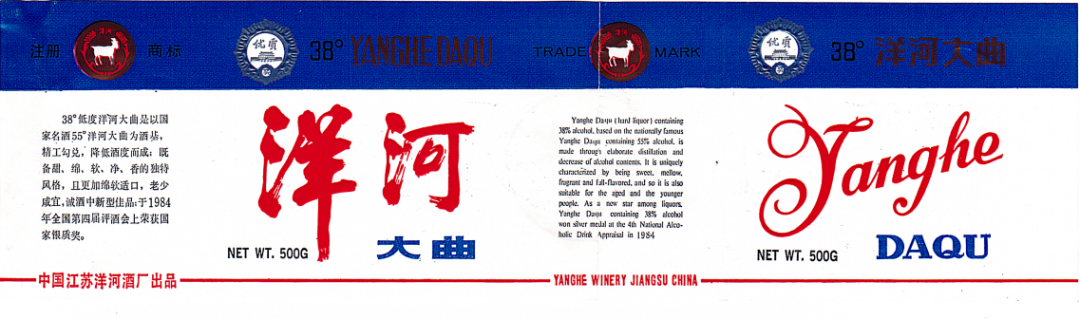 注册 商标
优质
38° YANGHE DAQU
TRADE MARK
优质
38° 洋河大曲
38°低度洋河大曲是以国
家名酒55°洋河大曲为酒基,
精工勾兑,降低酒度而成;既
备甜、绵、软、净、香的独特
风格,且更加绵软适口,老少
咸宜,诚酒中新型佳品;于1984
年全国第四届评酒会上荣获国
家银质奖。
洋河
NET WT. 500G
大曲
Yanghe Daqu (hard liquor) containing
38% alcohol, based on the nationally famous
Yanghe Daqu containing 55% alcohol, is
made through elaborate distillation and
decrease of alcohol contents. It is uniquely
characterized by being sweet, mellow,
fragrant and full-flavored, and so it is also
suitable for the aged and the younger
people. As a new star among liquors,
Yanghe Daqu containing 38% alcohol
won silver medal at the 4th National Alco-
holic Drink Appraisal in 1984
Yanghe
NET WT. 500G
DAQU
中国江苏洋河酒厂出品
YANGHE WINERY JIANGSU CHINA